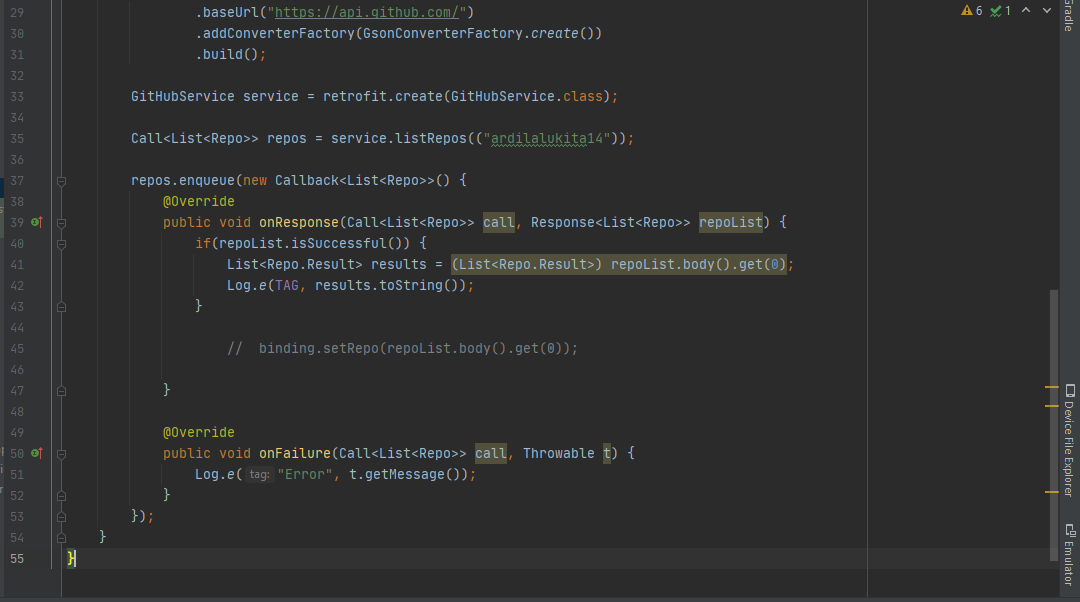 6 1
Gradle
29 .baseUrl("https://api.github.com/")
30 .addConverterFactory(GsonConverterFactory.create())
31 .build();
32
33 GitHubService service = retrofit.create(GitHubService.class);
34
35 Call<List<Repo>> repos = service.listRepos(("ardilalukita14"));
36
37 repos.enqueue(new Callback<List<Repo>>() {
38 @Override
39 public void onResponse(Call<List<Repo>> call, Response<List<Repo>> repoList) {
40 if(repoList.isSuccessful()) {
41 List<Repo.Result> results = (List<Repo.Result>) repoList.body().get(0);
42 Log.e(TAG, results.toString());
43 }
44
45 // binding.setRepo(repoList.body().get(0));
46
47 }
48
49 @Override
50 public void onFailure(Call<List<Repo>> call, Throwable t) {
51 Log.e( tag: "Error", t.getMessage());
52 }
53 });
54 }
55 }
Device File Explorer
Emulator